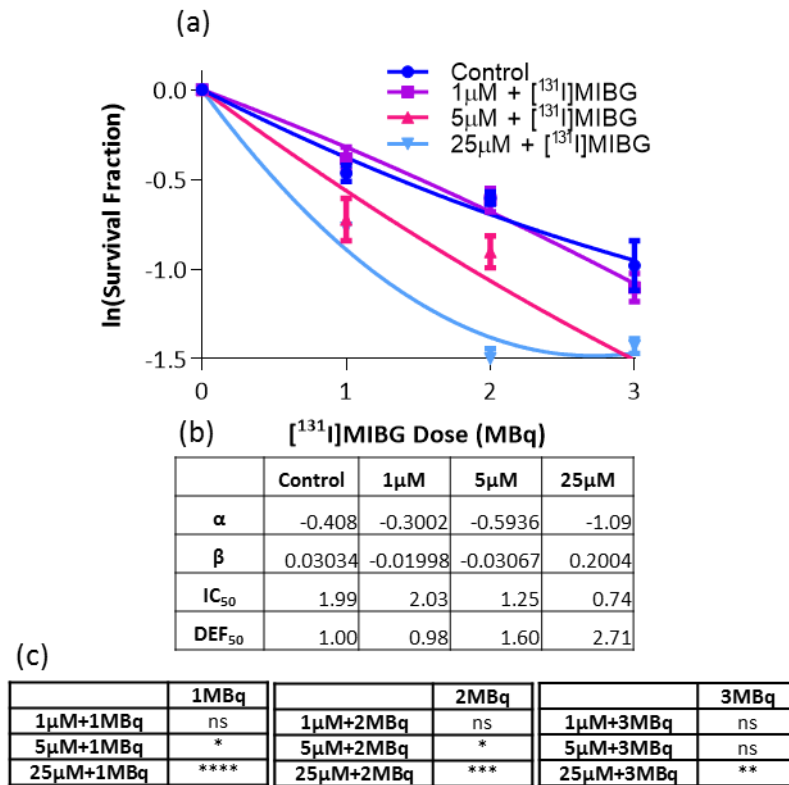 (a)
Control
1μM + [¹³¹I]MIBG
5μM + [¹³¹I]MIBG
25μM + [¹³¹I]MIBG
ln(Survival Fraction)
0.0
-0.5
-1.0
-1.5
0 1 2 3
[¹³¹I]MIBG Dose (MBq)
(b)
Control 1μM 5μM 25μM
α -0.408 -0.3002 -0.5936 -1.09
β 0.03034 -0.01998 -0.03067 0.2004
IC₅₀ 1.99 2.03 1.25 0.74
DEF₅₀ 1.00 0.98 1.60 2.71
(c)
1MBq 2MBq 3MBq
1μM+1MBq ns 1μM+2MBq ns 1μM+3MBq ns
5μM+1MBq * 5μM+2MBq * 5μM+3MBq ns
25μM+1MBq **** 25μM+2MBq *** 25μM+3MBq **